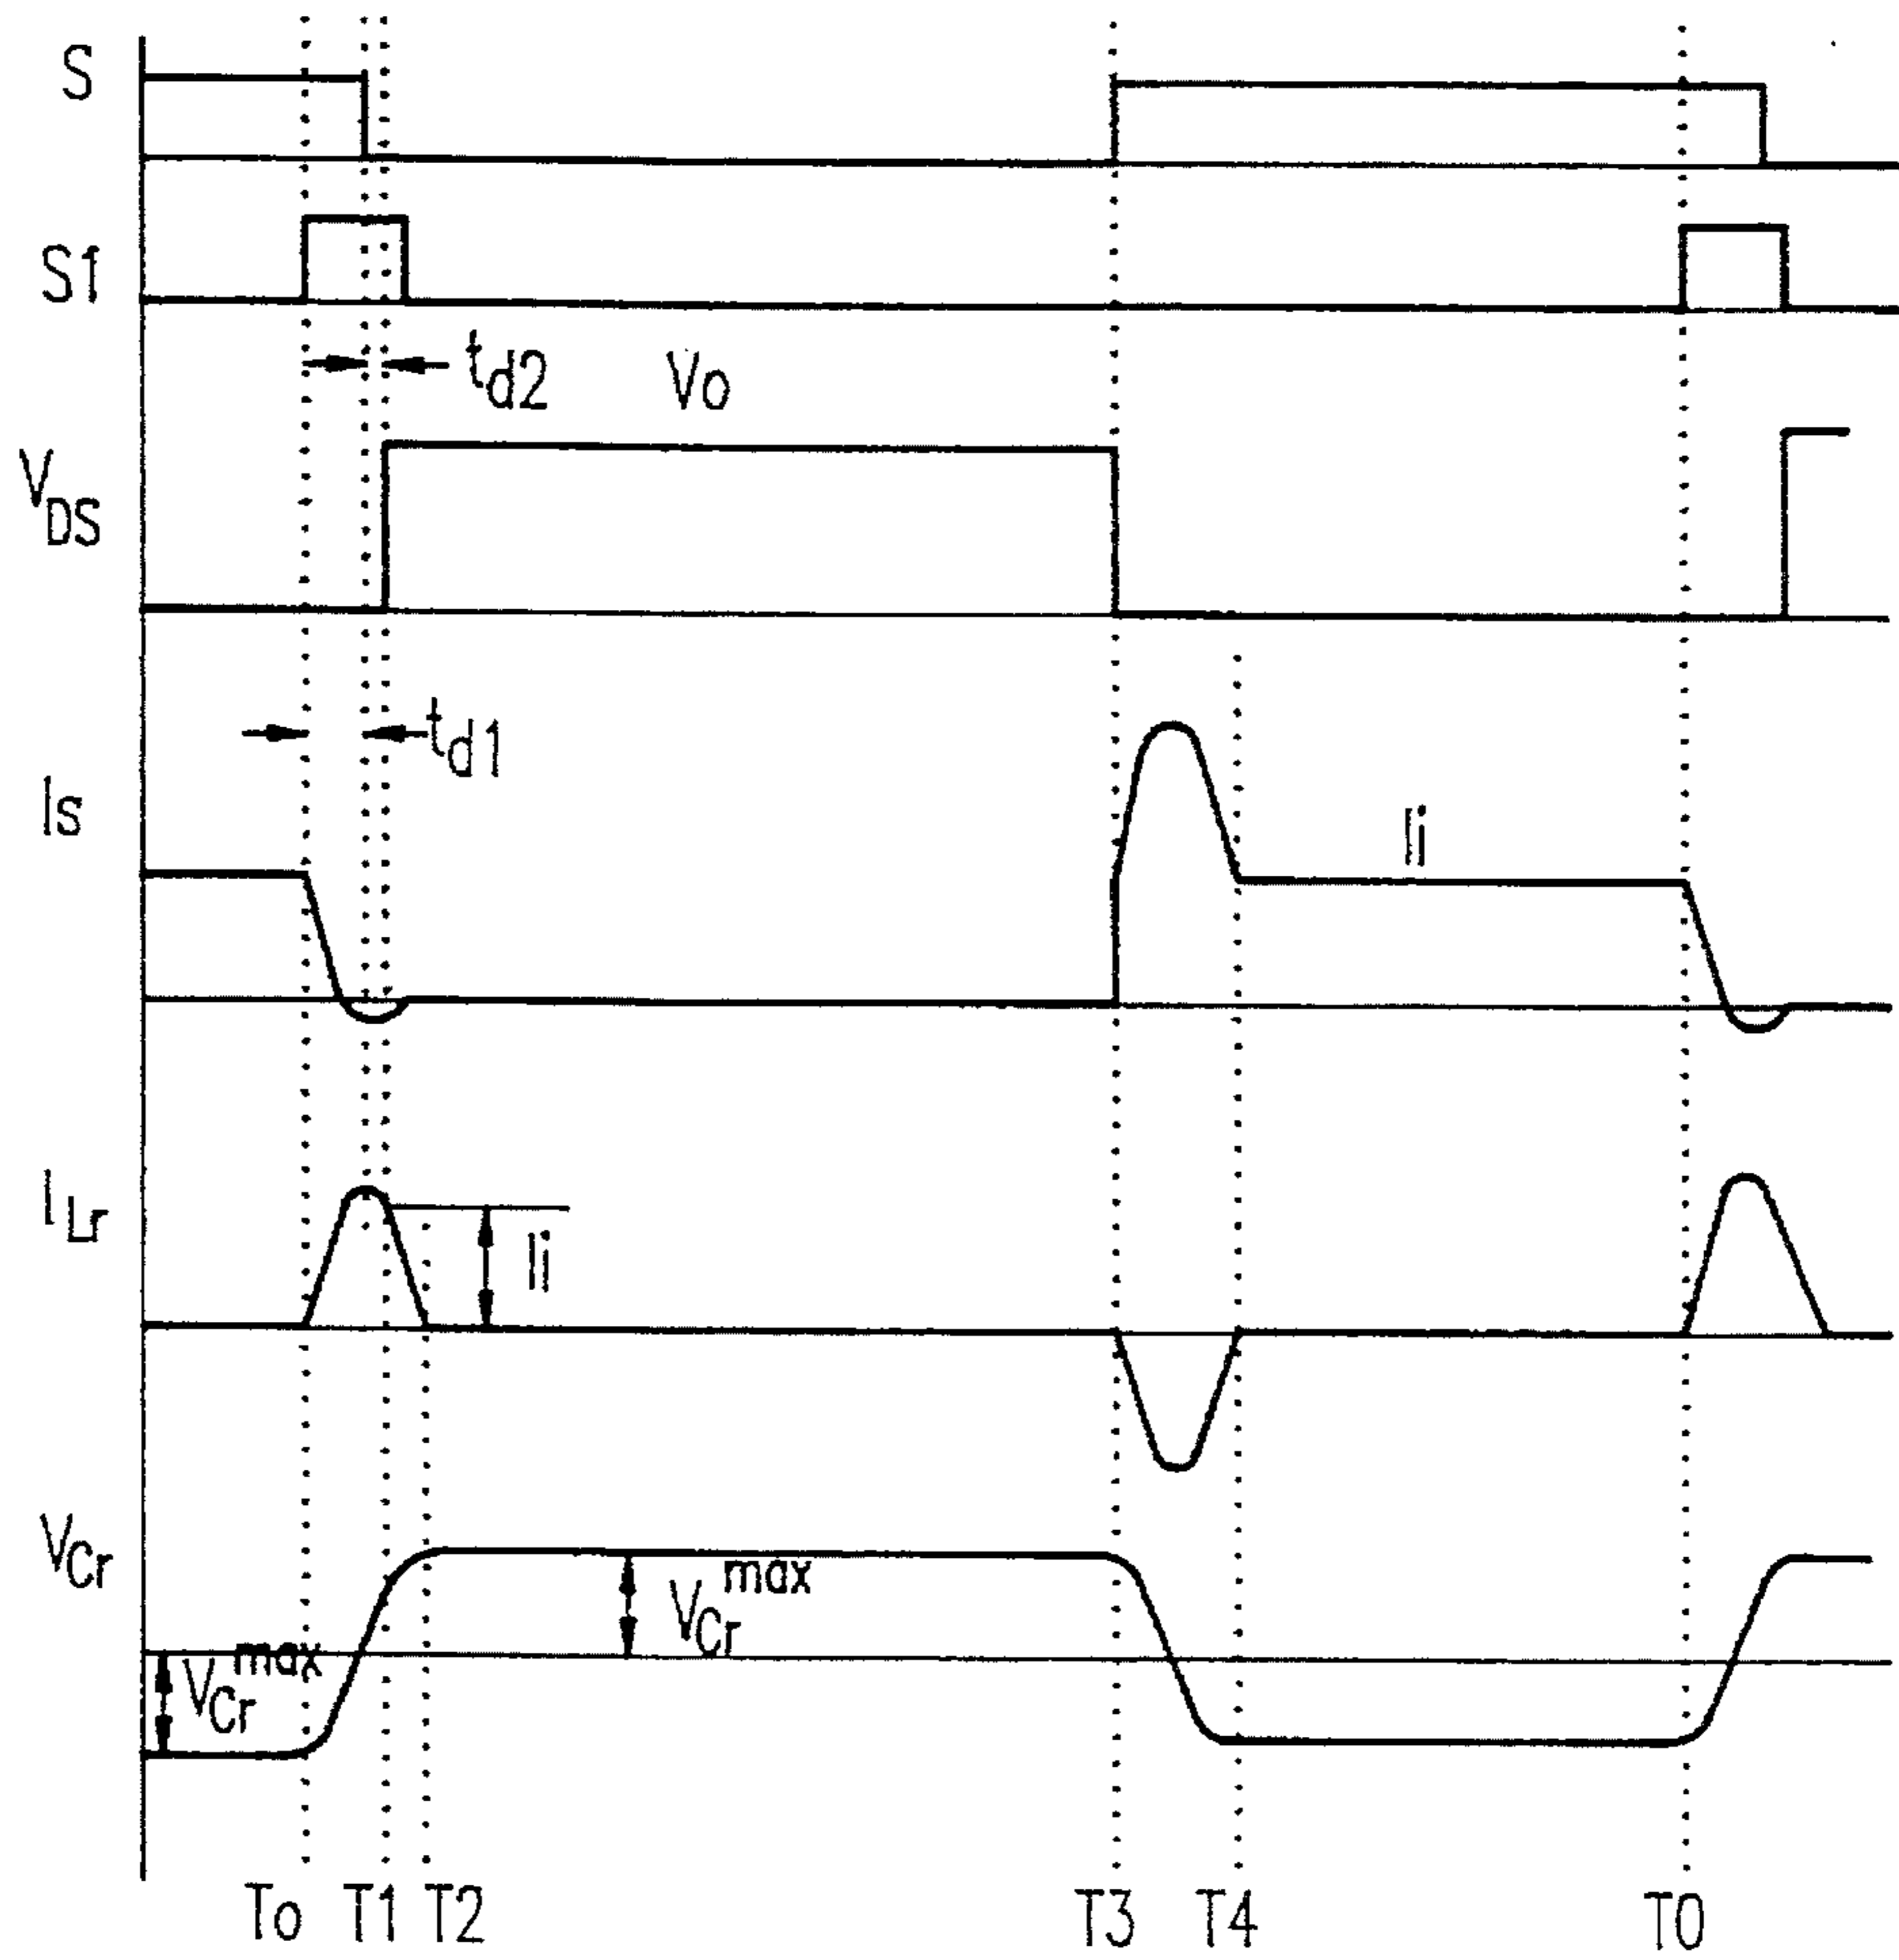 S
S1
td2
Vo
VDS
td1
Is
Ii
ILr
Ii
VCr
VCr max
VCr max
To T1 T2 T3 T4 T0